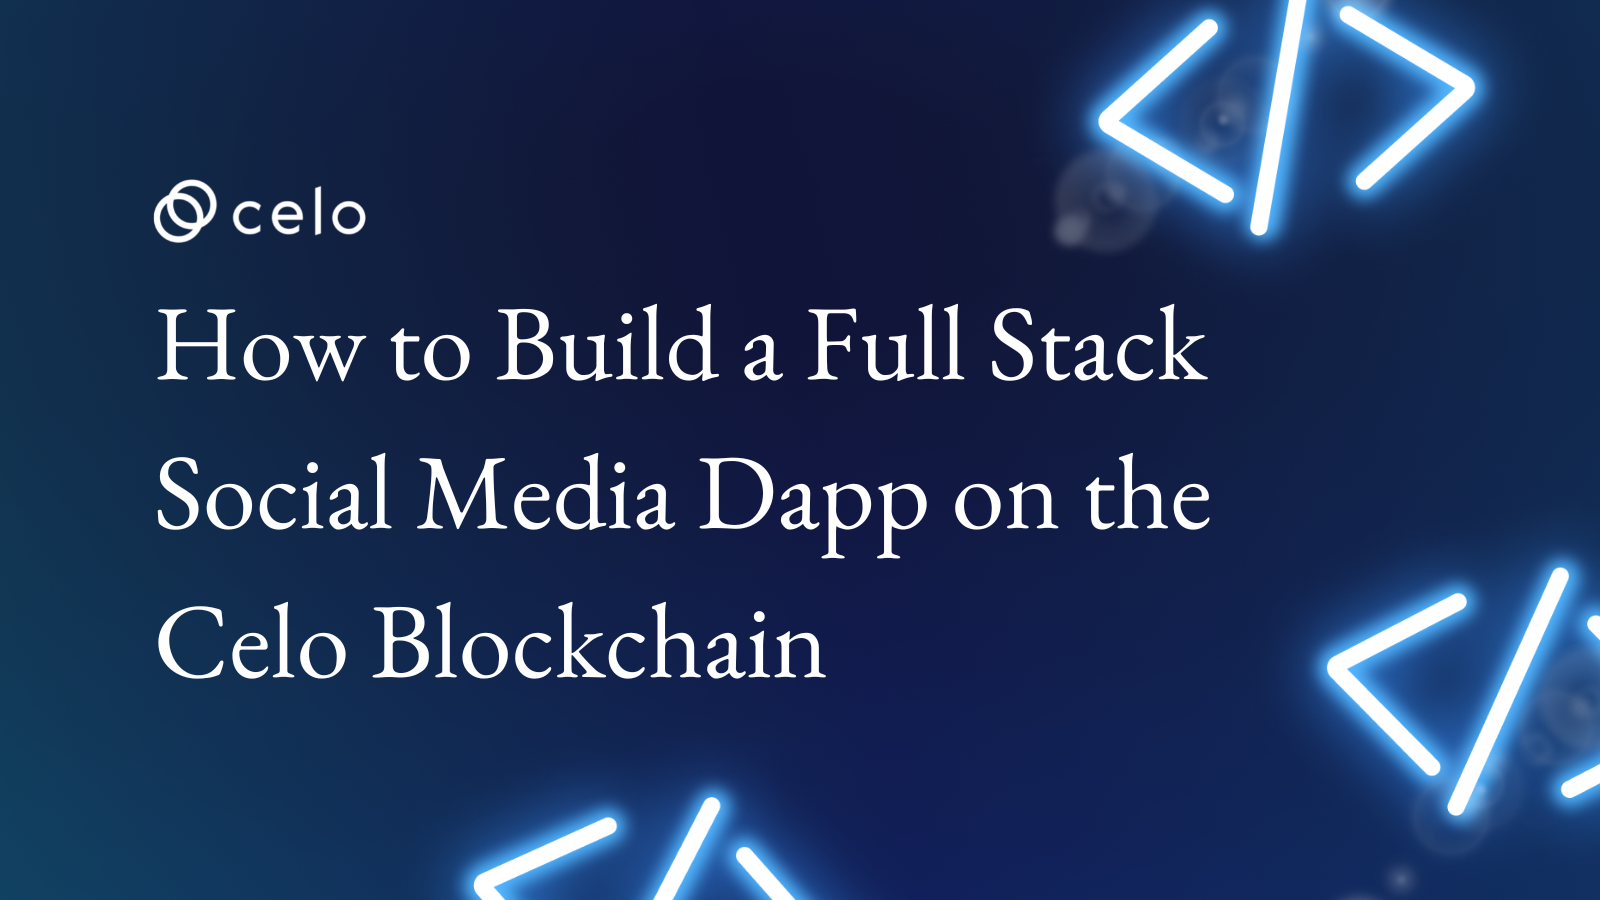 celo
How to Build a Full Stack
Social Media Dapp on the
Celo Blockchain